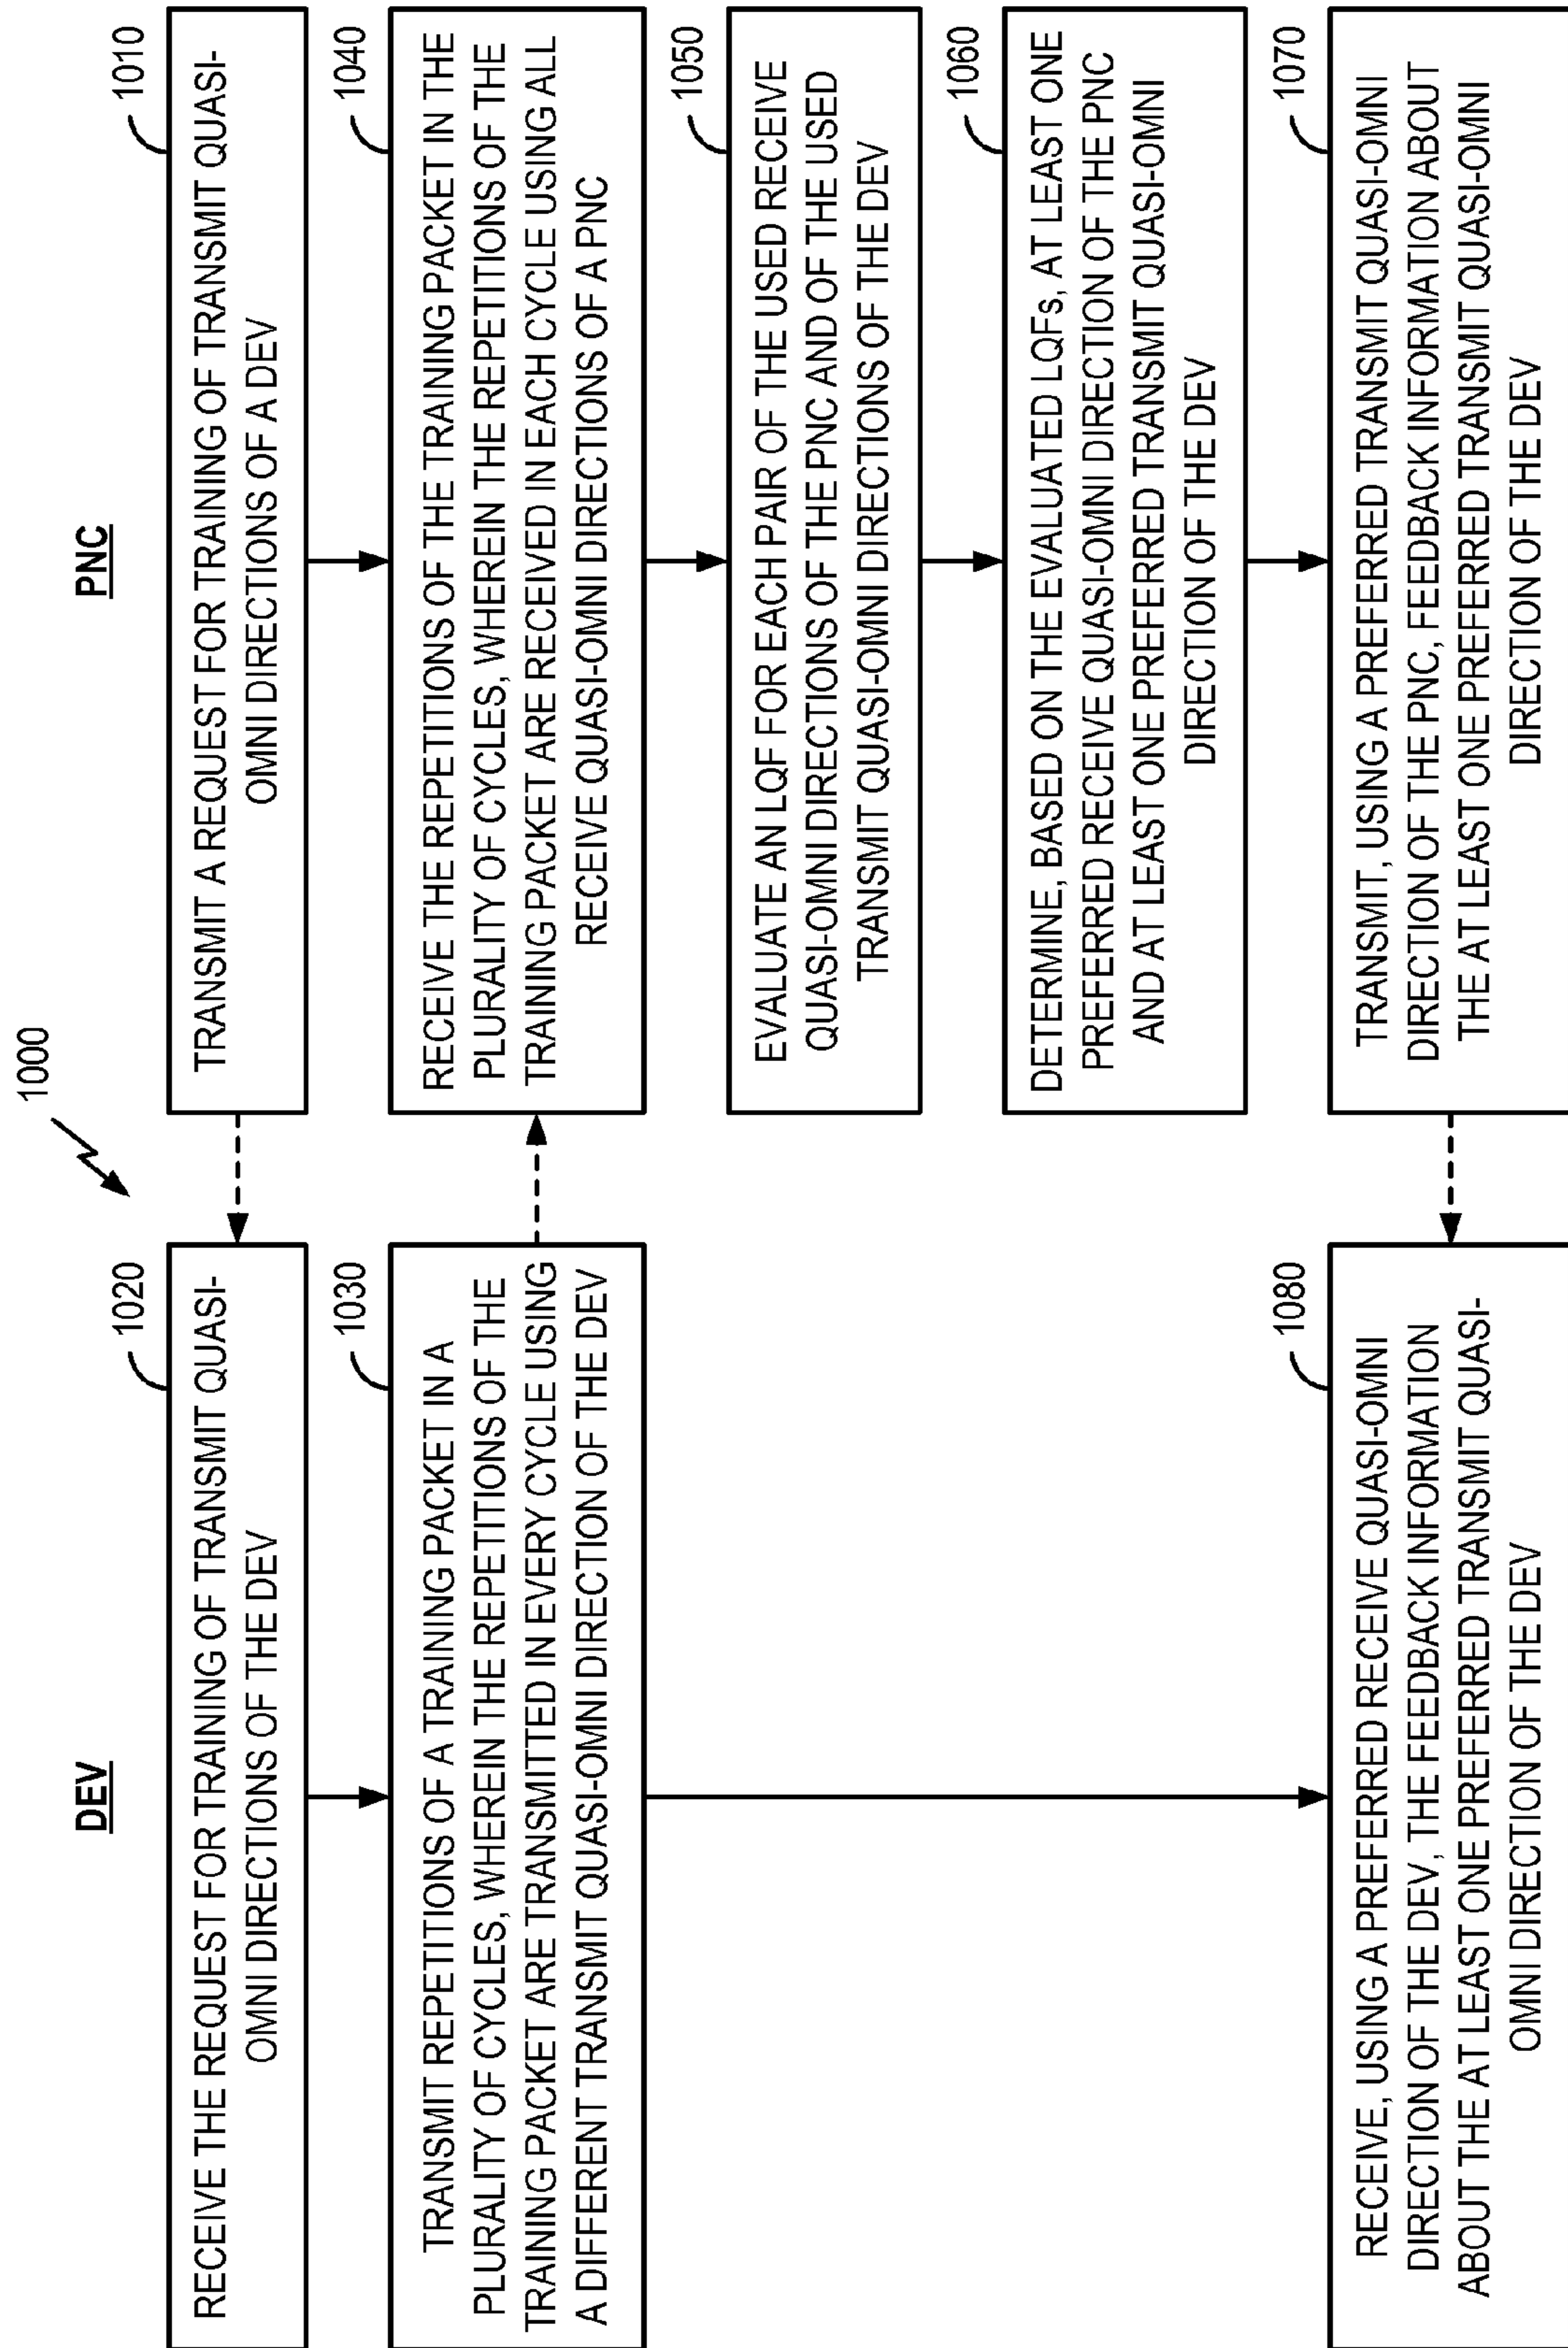 1000
DEV
PNC
1020
RECEIVE THE REQUEST FOR TRAINING OF TRANSMIT QUASI-
OMNI DIRECTIONS OF THE DEV
1010
TRANSMIT A REQUEST FOR TRAINING OF TRANSMIT QUASI-
OMNI DIRECTIONS OF A DEV
1030
TRANSMIT REPETITIONS OF A TRAINING PACKET IN A
PLURALITY OF CYCLES, WHEREIN THE REPETITIONS OF THE
TRAINING PACKET ARE TRANSMITTED IN EVERY CYCLE USING
A DIFFERENT TRANSMIT QUASI-OMNI DIRECTION OF THE DEV
1040
RECEIVE THE REPETITIONS OF THE TRAINING PACKET IN THE
PLURALITY OF CYCLES, WHEREIN THE REPETITIONS OF THE
TRAINING PACKET ARE RECEIVED IN EACH CYCLE USING ALL
RECEIVE QUASI-OMNI DIRECTIONS OF A PNC
1050
EVALUATE AN LQF FOR EACH PAIR OF THE USED RECEIVE
QUASI-OMNI DIRECTIONS OF THE PNC AND OF THE USED
TRANSMIT QUASI-OMNI DIRECTIONS OF THE DEV
1060
DETERMINE, BASED ON THE EVALUATED LQFs, AT LEAST ONE
PREFERRED RECEIVE QUASI-OMNI DIRECTION OF THE PNC
AND AT LEAST ONE PREFERRED TRANSMIT QUASI-OMNI
DIRECTION OF THE DEV
1070
TRANSMIT, USING A PREFERRED TRANSMIT QUASI-OMNI
DIRECTION OF THE PNC, FEEDBACK INFORMATION ABOUT
THE AT LEAST ONE PREFERRED TRANSMIT QUASI-OMNI
DIRECTION OF THE DEV
1080
RECEIVE, USING A PREFERRED RECEIVE QUASI-OMNI
DIRECTION OF THE DEV, THE FEEDBACK INFORMATION
ABOUT THE AT LEAST ONE PREFERRED TRANSMIT QUASI-
OMNI DIRECTION OF THE DEV